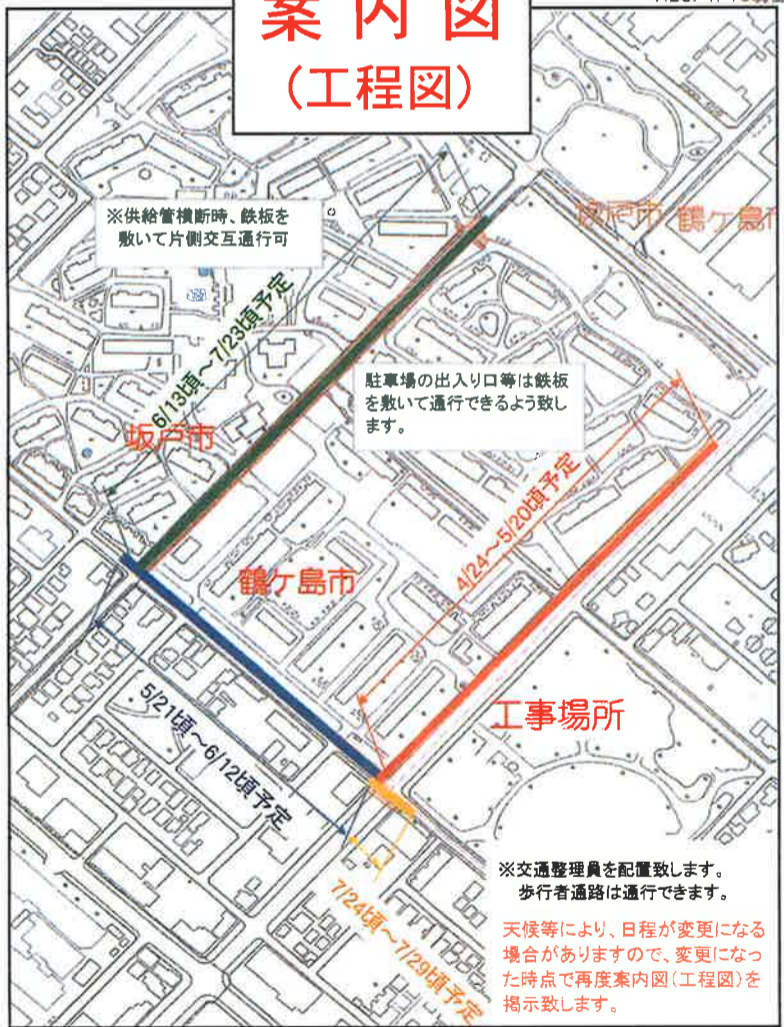 案内図
(工程図)
※供給管横断時、鉄板を
敷いて片側交互通行可
坂戸市
鶴ケ島市
6/13頃～7/23頃予定
駐車場の出入り口等は鉄板
を敷いて通行できるよう致し
ます。
坂戸市
4/24～5/20頃予定
鶴ケ島市
5/21頃～6/12頃予定
工事場所
7/24頃～7/29頃予定
※交通整理員を配置致します。
歩行者通路は通行できます。
天候等により、日程が変更になる
場合がありますので、変更になっ
た時点で再度案内図(工程図)を
掲示致します。